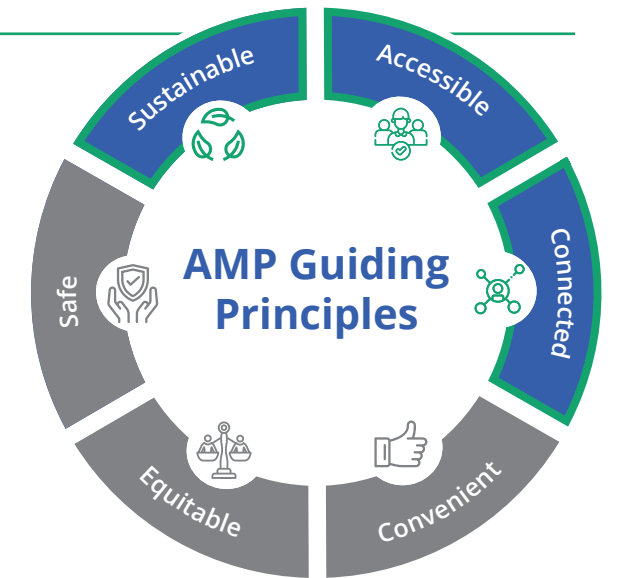 Sustainable
Accessible
Connected
Convenient
Equitable
Safe
AMP Guiding
Principles